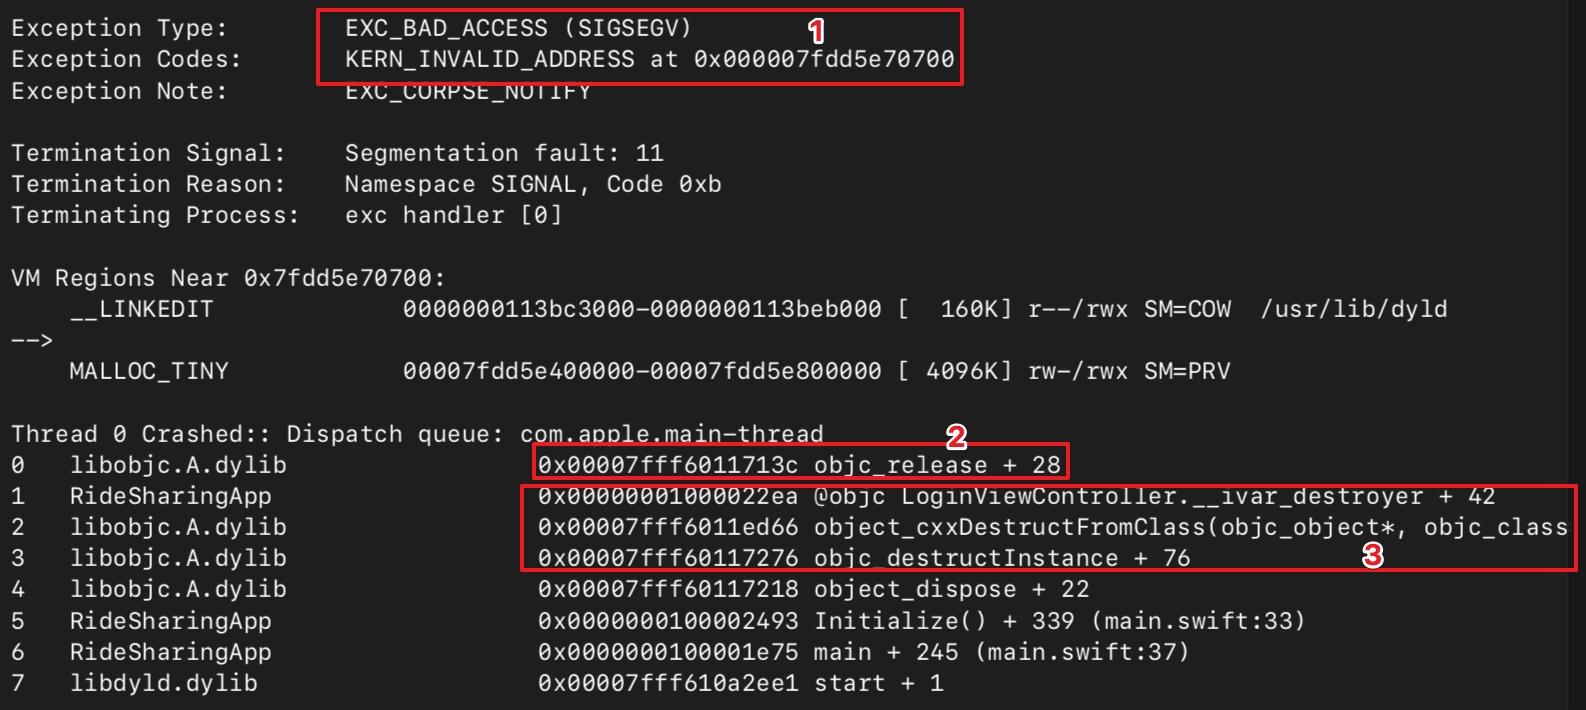 Exception Type:        EXC_BAD_ACCESS (SIGSEGV)
1
Exception Codes:       KERN_INVALID_ADDRESS at 0x000007fdd5e70700
Exception Note:        EXC_CORPSE_NOTIFY
Termination Signal:    Segmentation fault: 11
Termination Reason:    Namespace SIGNAL, Code 0xb
Terminating Process:   exc handler [0]
VM Regions Near 0x7fdd5e70700:
    __LINKEDIT             0000000113bc3000-0000000113beb000 [  160K] r--/rwx SM=COW  /usr/lib/dyld
-->
    MALLOC_TINY            00007fdd5e400000-00007fdd5e800000 [ 4096K] rw-/rwx SM=PRV
Thread 0 Crashed:: Dispatch queue: com.apple.main-thread
2
0   libobjc.A.dylib                 0x00007fff6011713c objc_release + 28
1   RideSharingApp                  0x00000001000022ea @objc LoginViewController.__ivar_destroyer + 42
2   libobjc.A.dylib                 0x00007fff6011ed66 object_cxxDestructFromClass(objc_object*, objc_class
3   libobjc.A.dylib                 0x00007fff60117276 objc_destructInstance + 76
3
4   libobjc.A.dylib                 0x00007fff60117218 object_dispose + 22
5   RideSharingApp                  0x0000000100002493 Initialize() + 339 (main.swift:33)
6   RideSharingApp                  0x0000000100001e75 main + 245 (main.swift:37)
7   libdyld.dylib                   0x00007fff610a2ee1 start + 1